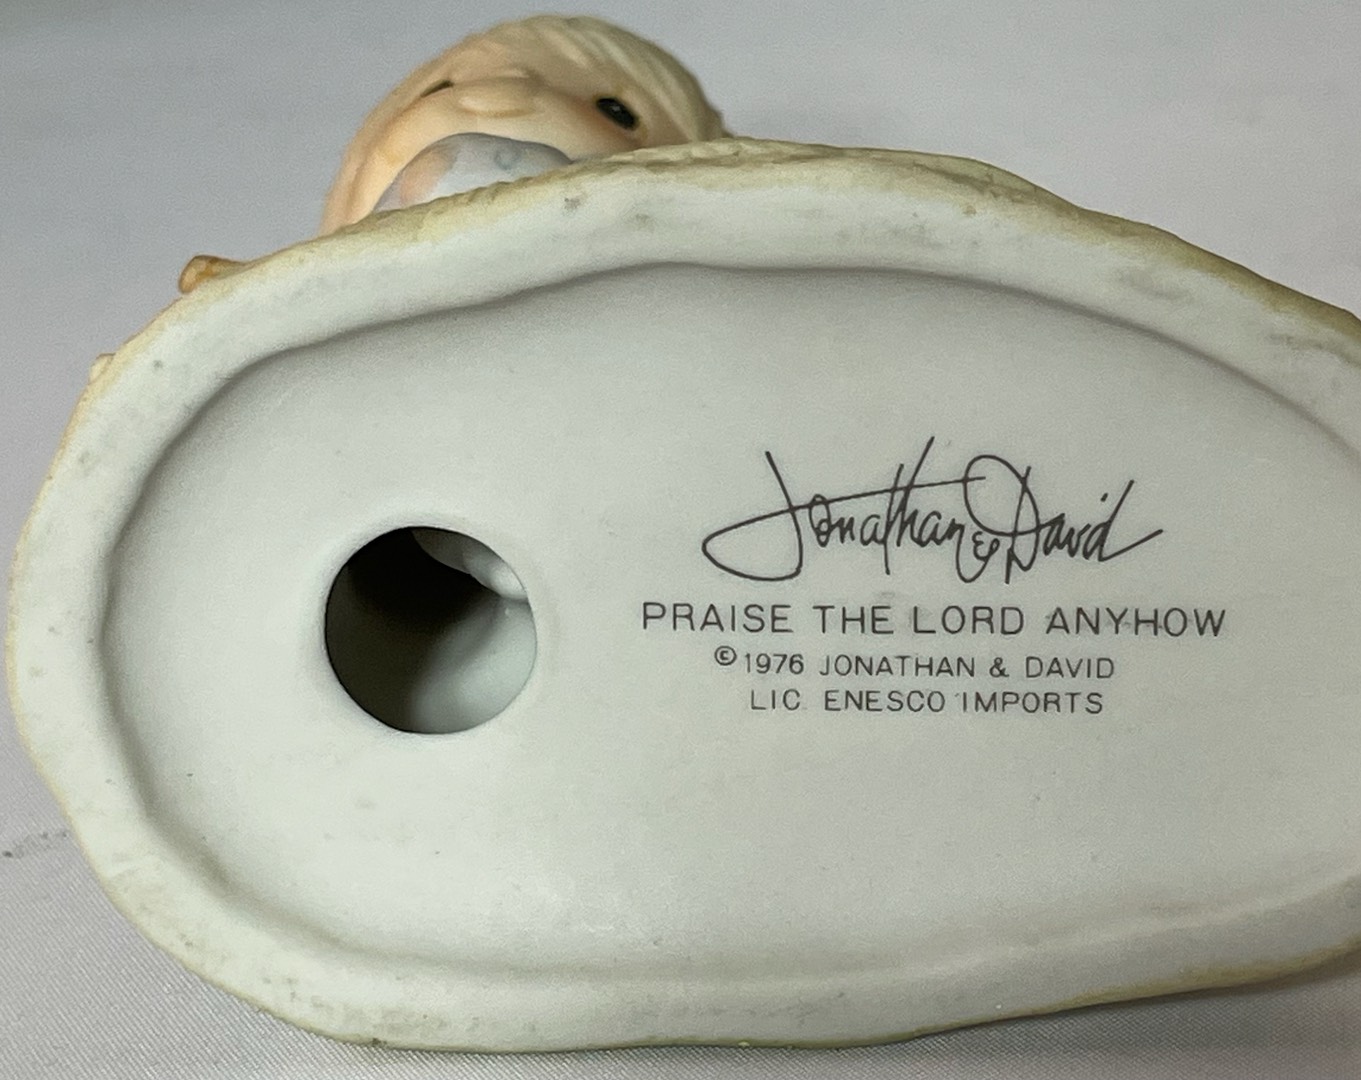 Jonathan & David
PRAISE THE LORD ANYHOW
©1976 JONATHAN & DAVID
LIC ENESCO IMPORTS